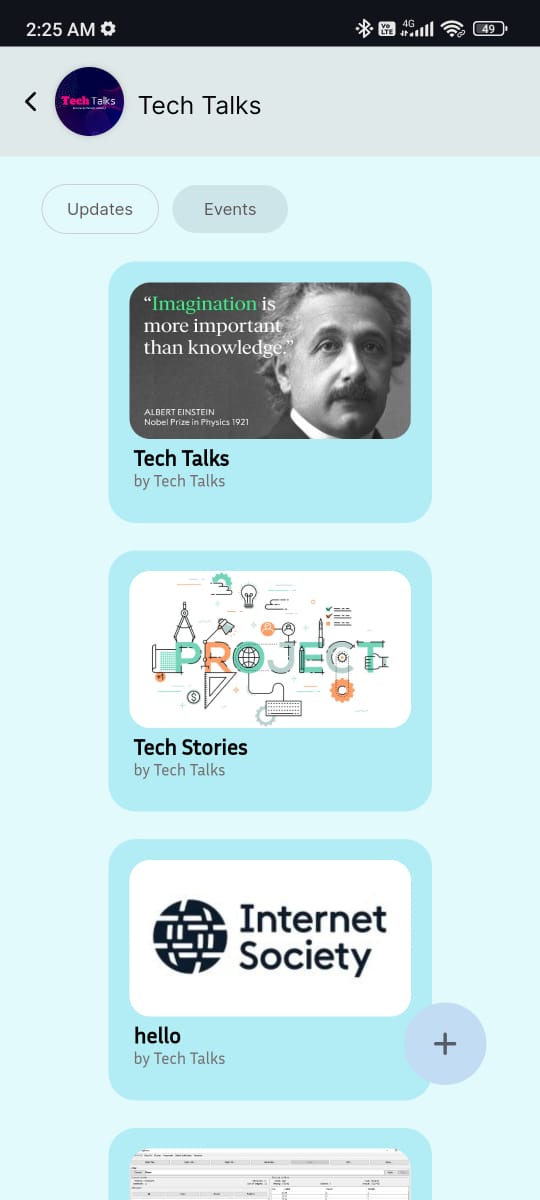 2:25 AM
Vo
LTE
4G
49
Tech Talks
Tech Talks
Updates
Events
“Imagination is
more important
than knowledge.”
ALBERT EINSTEIN
Nobel Prize in Physics 1921
Tech Talks
by Tech Talks
PROJECT
Tech Stories
by Tech Talks
Internet
Society
hello
by Tech Talks
+